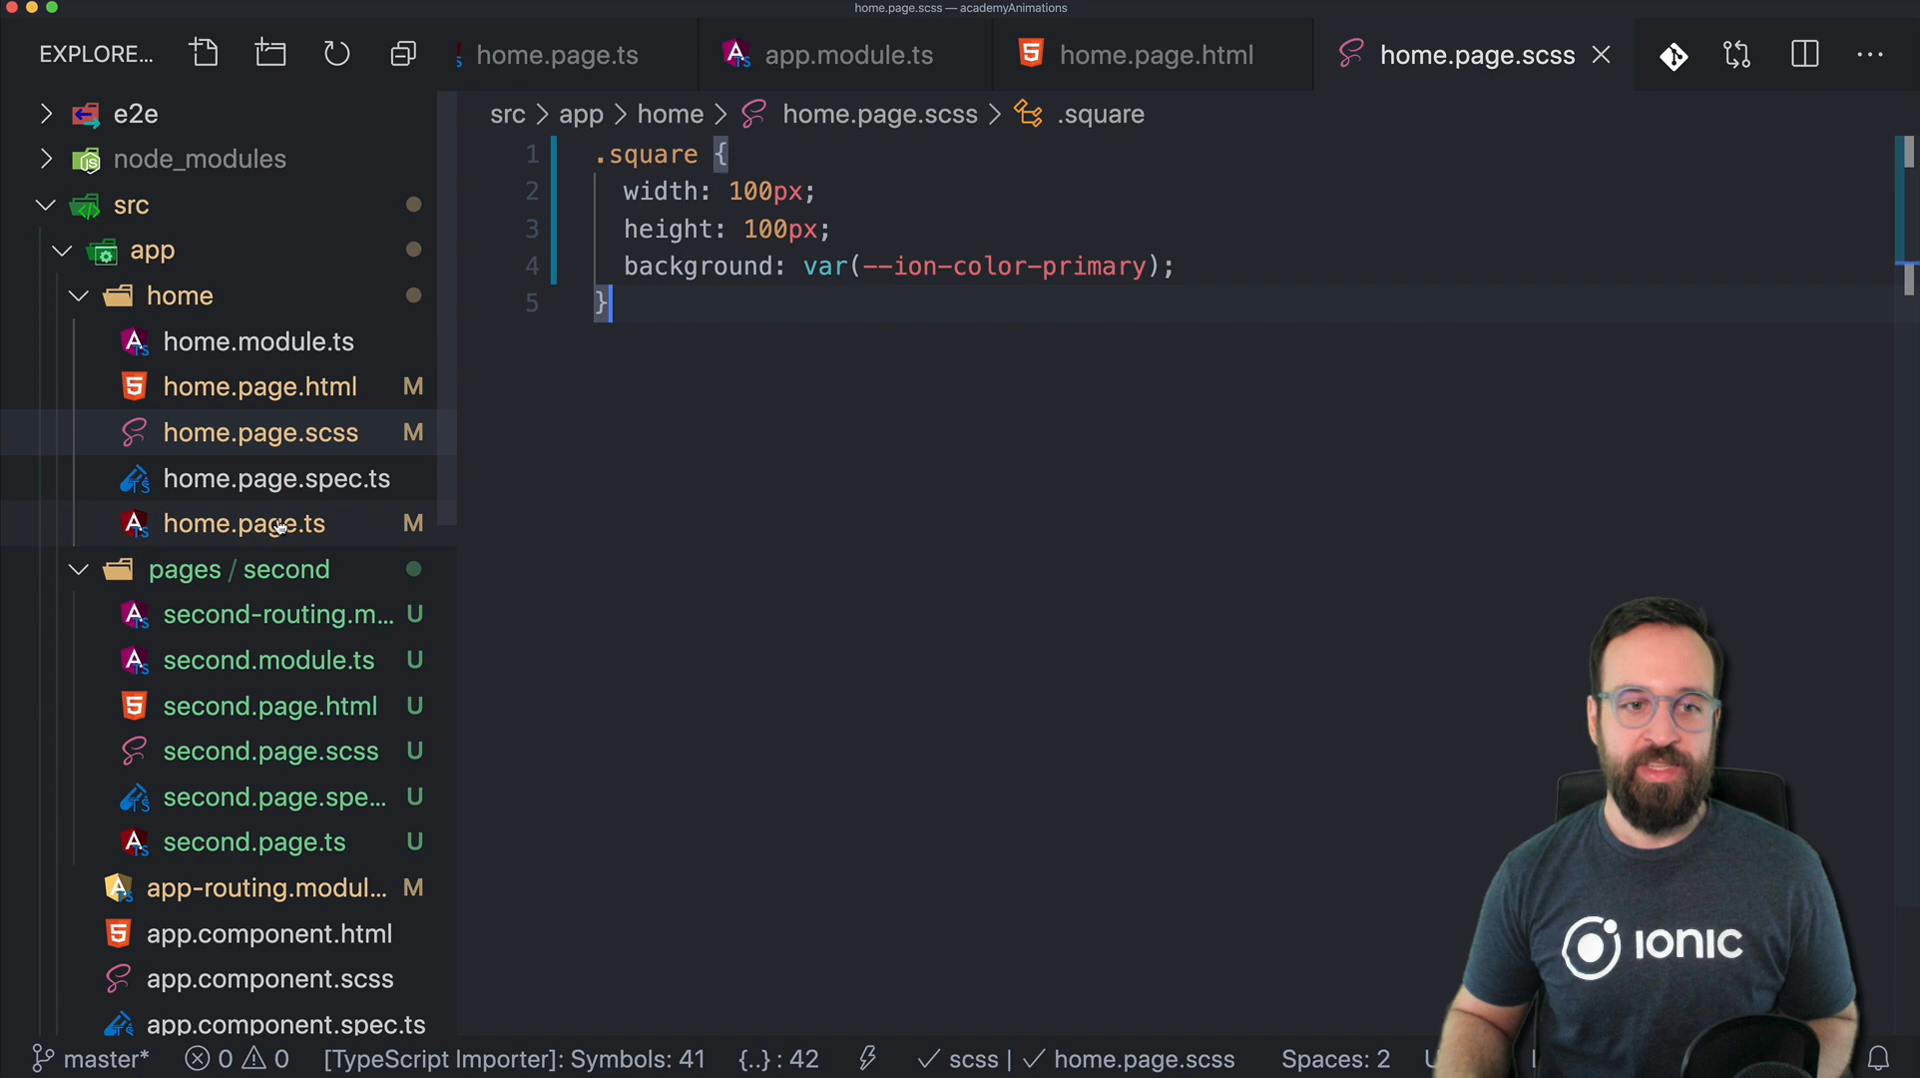 home.page.scss — academyAnimations
EXPLORE...
home.page.ts
app.module.ts
home.page.html
home.page.scss
src > app > home > home.page.scss > .square
e2e
node_modules
src
app
home
home.module.ts
home.page.html M
home.page.scss M
home.page.spec.ts
home.page.ts M
pages / second
second-routing.m... U
second.module.ts U
second.page.html U
second.page.scss U
second.page.spe... U
second.page.ts U
app-routing.modul... M
app.component.html
app.component.scss
app.component.spec.ts
1 .square {
2 width: 100px;
3 height: 100px;
4 background: var(--ion-color-primary);
5 }
IONIC
master* 0 0 [TypeScript Importer]: Symbols: 41 {..} : 42 scss | home.page.scss Spaces: 2